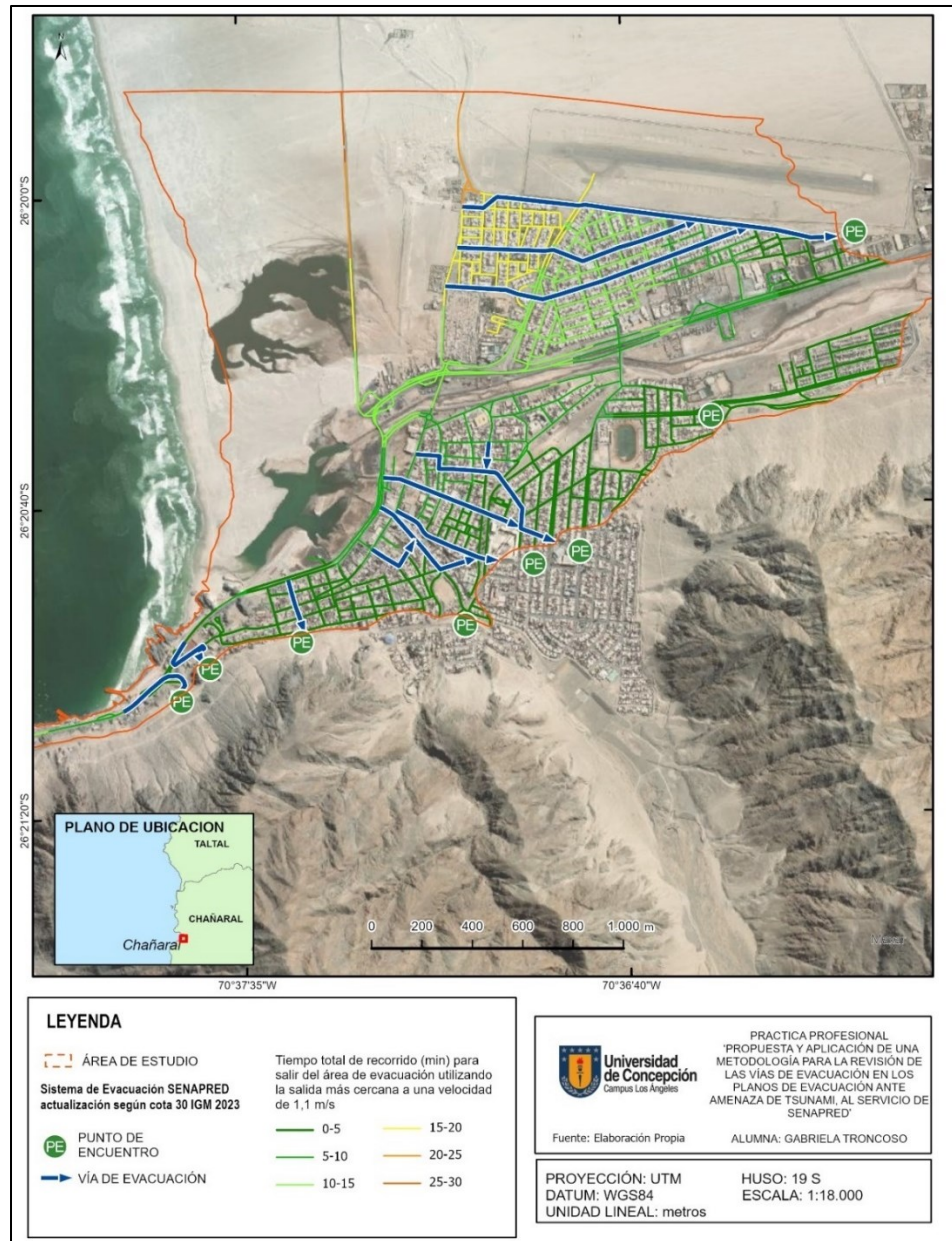 26°20'0"S
PE
PE
26°20'40"S
PE
PE
PE
PE
PE
PE
26°21'20"S
PLANO DE UBICACION
TALTAL
CHAÑARAL
Chañaral
0 200 400 600 800 1.000 m
70°37'35"W 70°36'40"W
LEYENDA
ÁREA DE ESTUDIO
Sistema de Evacuación SENAPRED
actualización según cota 30 IGM 2023
PE
PUNTO DE
ENCUENTRO
VÍA DE EVACUACIÓN
Tiempo total de recorrido (min) para
salir del área de evacuación utilizando
la salida más cercana a una velocidad
de 1,1 m/s
0-5 15-20
5-10 20-25
10-15 25-30
Universidad
de Concepción
Campus Los Ángeles
Fuente: Elaboración Propia
PRACTICA PROFESIONAL
'PROPUESTA Y APLICACIÓN DE UNA
METODOLOGÍA PARA LA REVISIÓN DE
LAS VÍAS DE EVACUACIÓN EN LOS
PLANOS DE EVACUACIÓN ANTE
AMENAZA DE TSUNAMI, AL SERVICIO DE
SENAPRED'
ALUMNA: GABRIELA TRONCOSO
PROYECCIÓN: UTM HUSO: 19 S
DATUM: WGS84 ESCALA: 1:18.000
UNIDAD LINEAL: metros